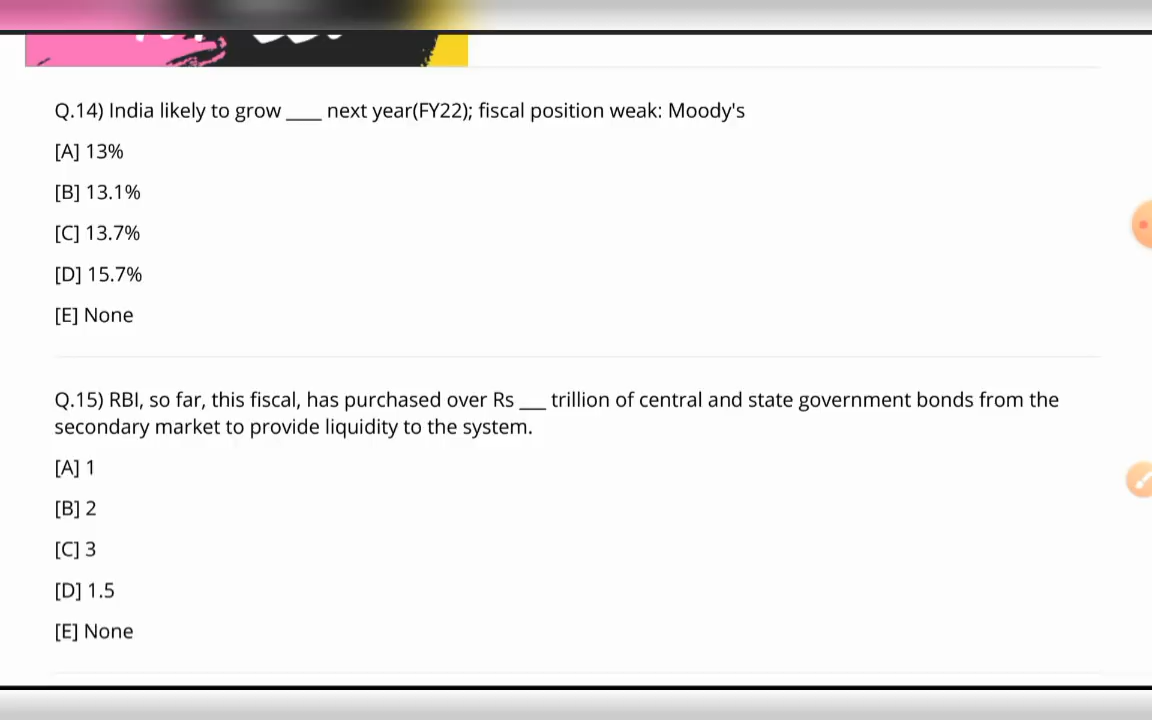 Q.14) India likely to grow ____ next year(FY22); fiscal position weak: Moody's
[A] 13%
[B] 13.1%
[C] 13.7%
[D] 15.7%
[E] None
Q.15) RBI, so far, this fiscal, has purchased over Rs ___ trillion of central and state government bonds from the
secondary market to provide liquidity to the system.
[A] 1
[B] 2
[C] 3
[D] 1.5
[E] None